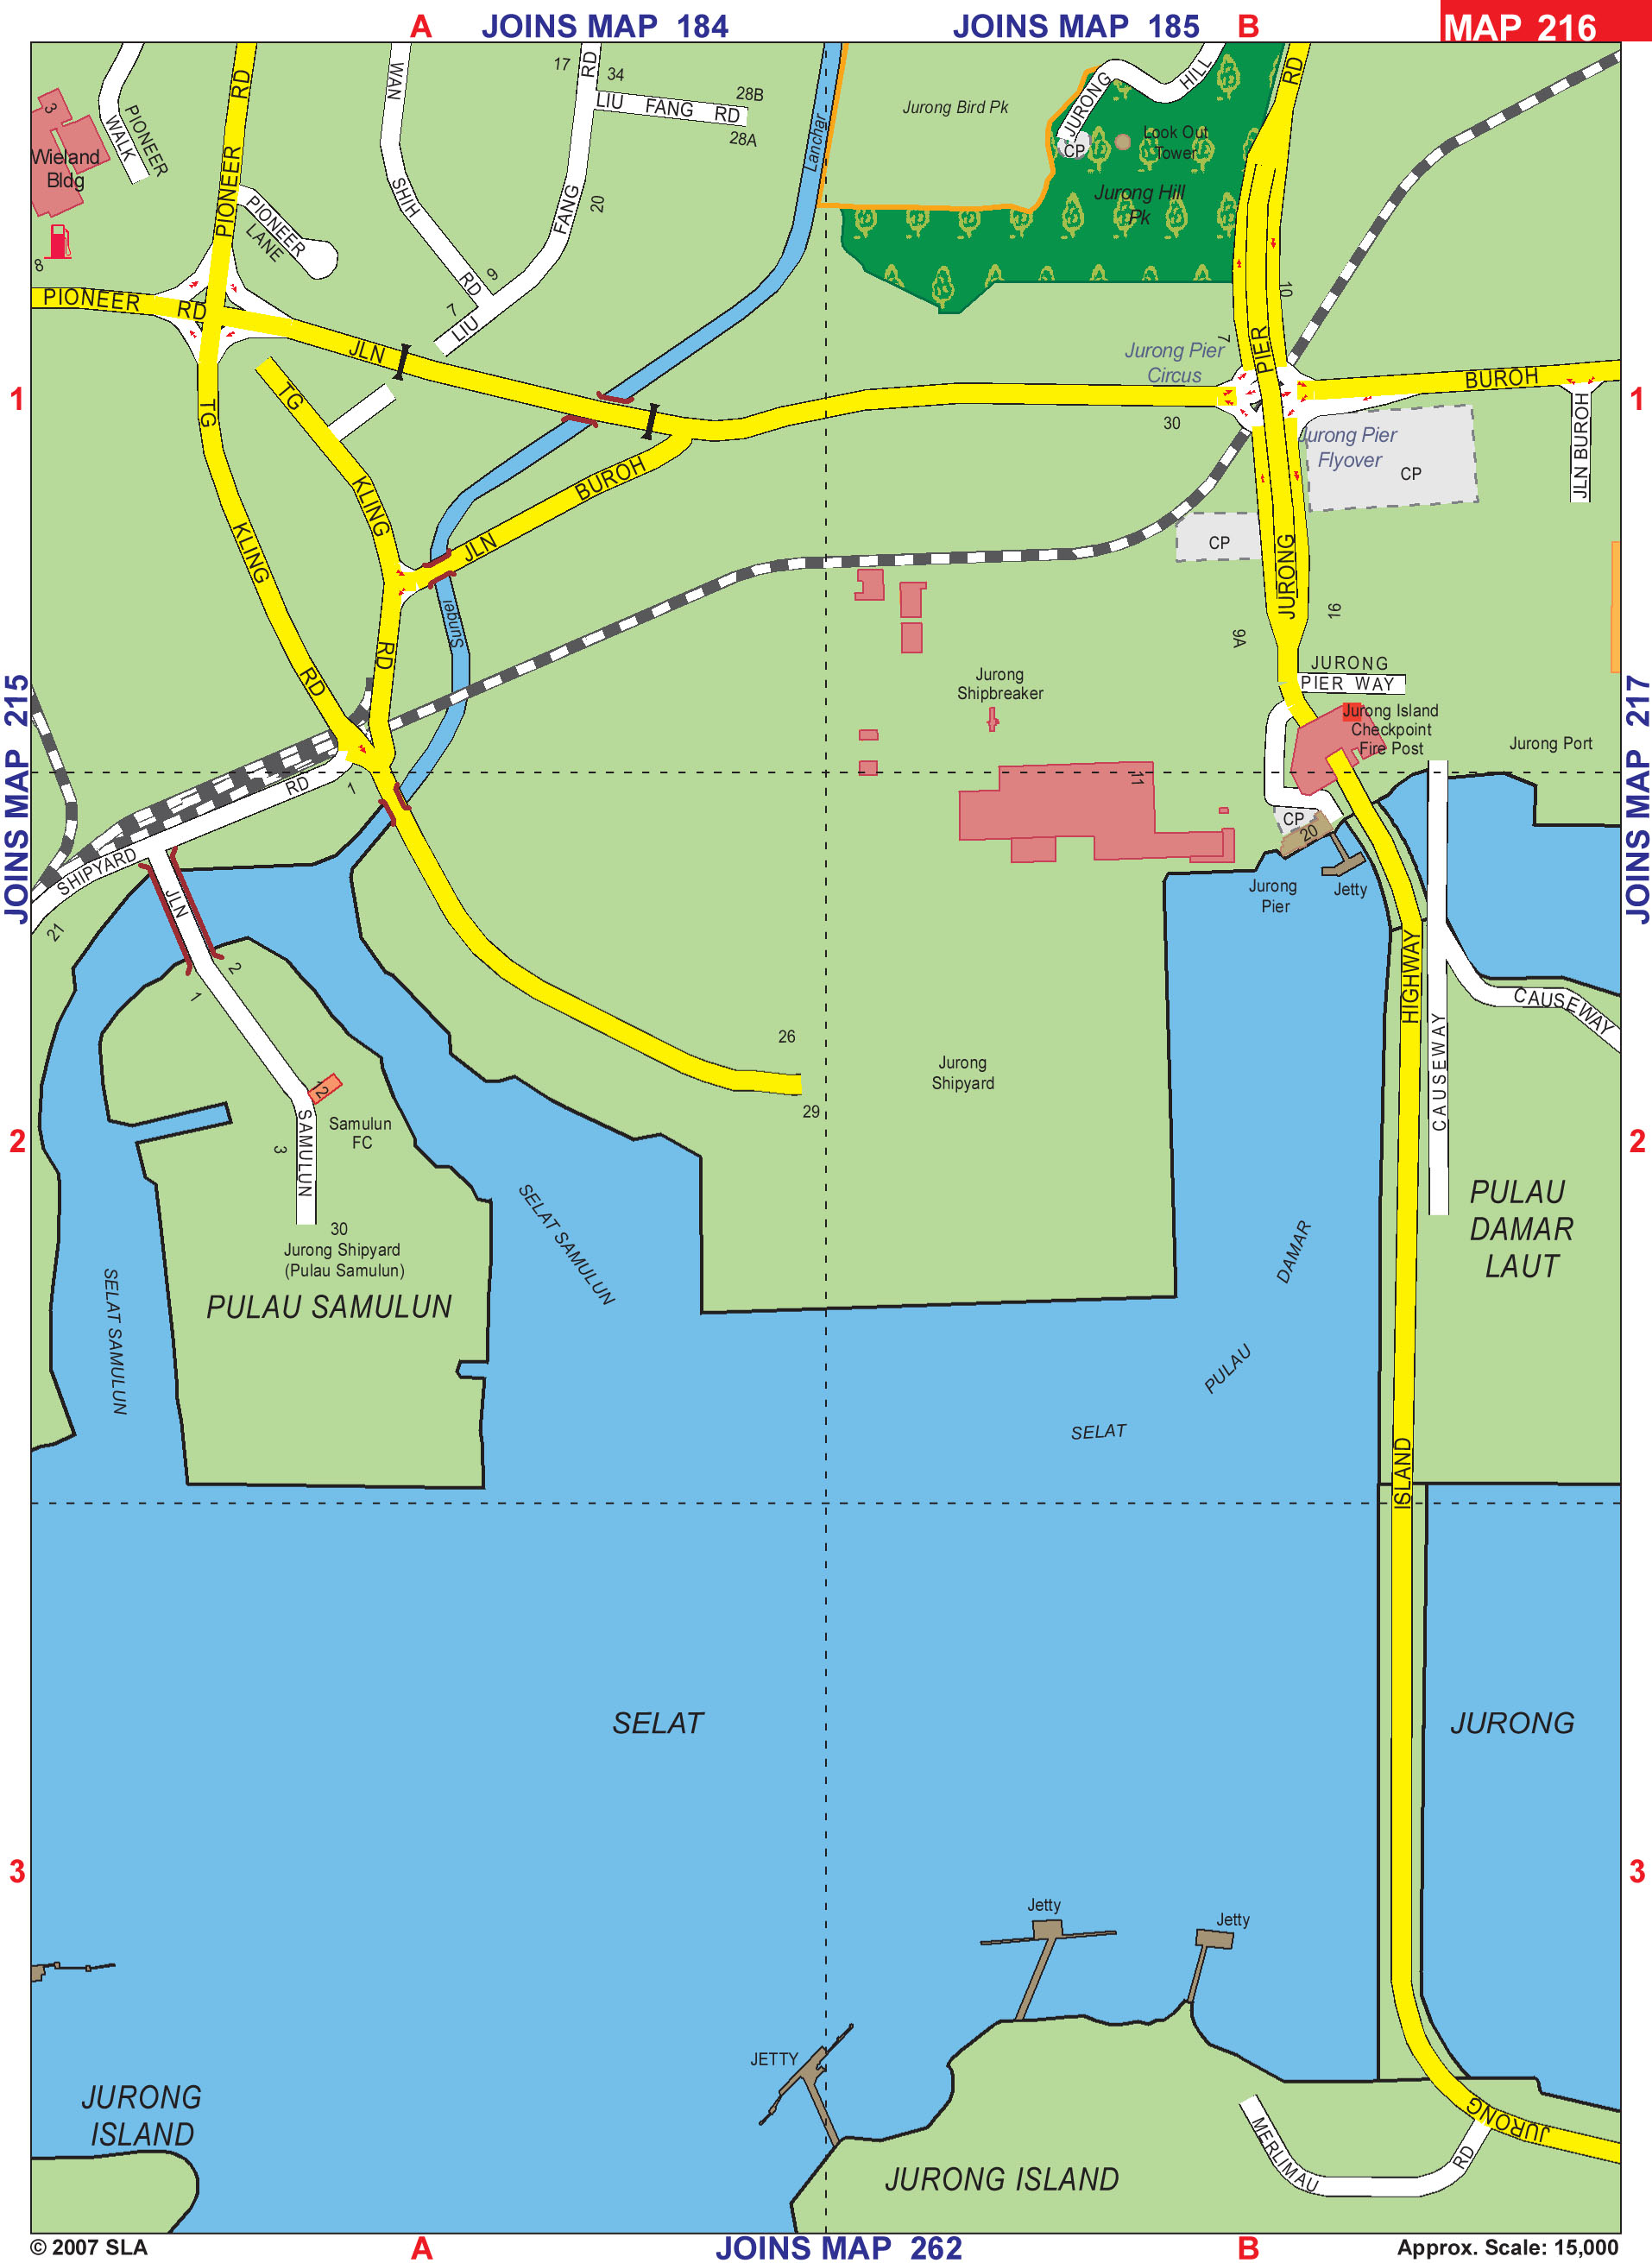 A
JOINS MAP 184
JOINS MAP 185
B
MAP 216
PIONEER
WALK
3
Wieland
Bldg
8
PIONEER RD
PIONEER
LANE
WAN
SHIH
RD
17
RD
34
LIU FANG RD
28B
28A
FANG
20
9
7
LIU
Lanchar
Jurong Bird Pk
JURONG
HILL
CP
Look Out
Tower
Jurong Hill
Pk
RD
10
7
PIER
PIONEER RD
JLN
Jurong Pier
Circus
BUROH
1
TG
TG
30
Jurong Pier
Flyover
CP
JLN BUROH
1
KLING
KLING
JLN
BUROH
CP
JURONG
Sungei
RD
RD
9A
16
JURONG
PIER WAY
Jurong
Shipbreaker
Jurong Island
Checkpoint
Fire Post
Jurong Port
JOINS MAP 215
JOINS MAP 217
RD
1
11
CP
20
SHIPYARD
21
JLN
2
1
Jurong
Pier
Jetty
HIGHWAY
CAUSEWAY
CAUSEWAY
26
29
Jurong
Shipyard
12
Samulun
FC
SAMULUN
3
2
2
30
Jurong Shipyard
(Pulau Samulun)
PULAU SAMULUN
SELAT SAMULUN
SELAT SAMULUN
PULAU
DAMAR
LAUT
DAMAR
PULAU
SELAT
ISLAND
SELAT
JURONG
3
3
Jetty
Jetty
JETTY
JURONG
ISLAND
JURONG
JURONG ISLAND
MERLIMAU
RD
© 2007 SLA
A
JOINS MAP 262
B
Approx. Scale: 15,000